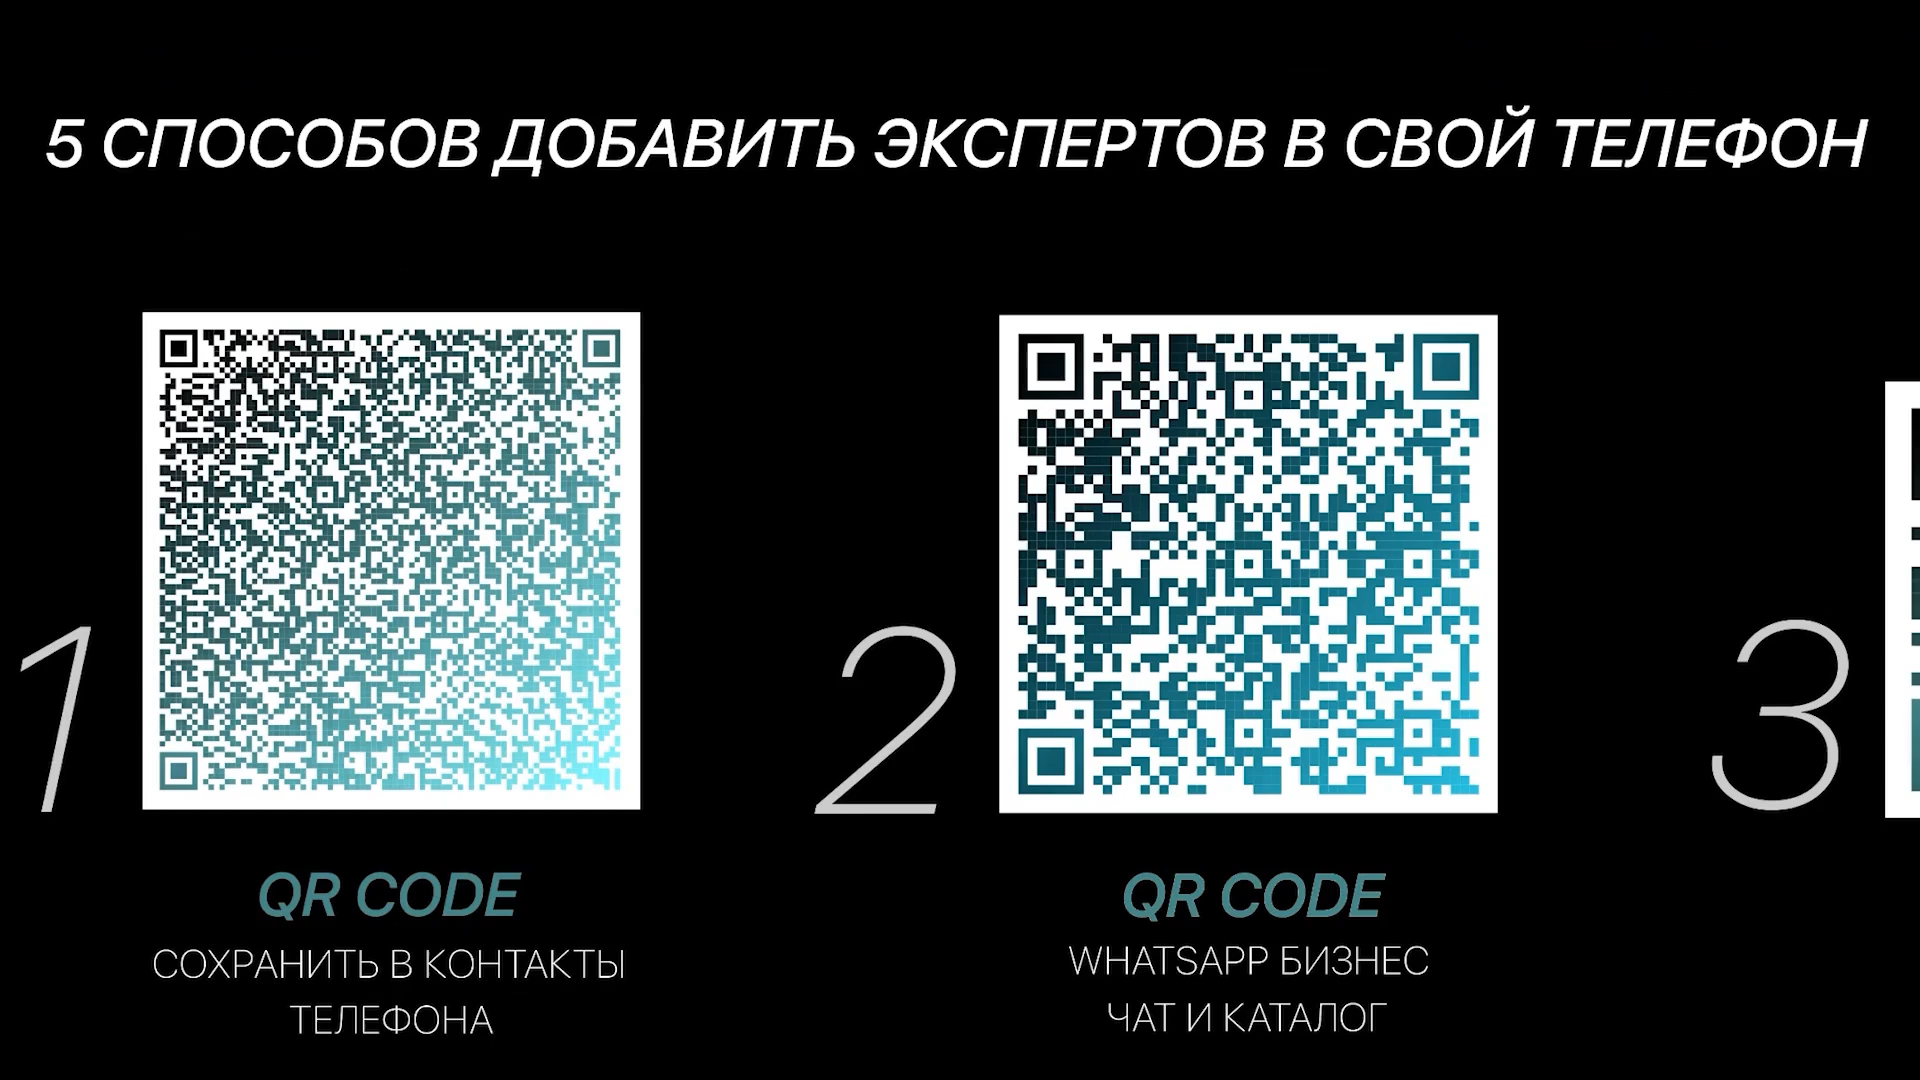 5 СПОСОБОВ ДОБАВИТЬ ЭКСПЕРТОВ В СВОЙ ТЕЛЕФОН
1
2
3
QR CODE
СОХРАНИТЬ В КОНТАКТЫ
ТЕЛЕФОНА
QR CODE
WHATSAPP БИЗНЕС
ЧАТ И КАТАЛОГ